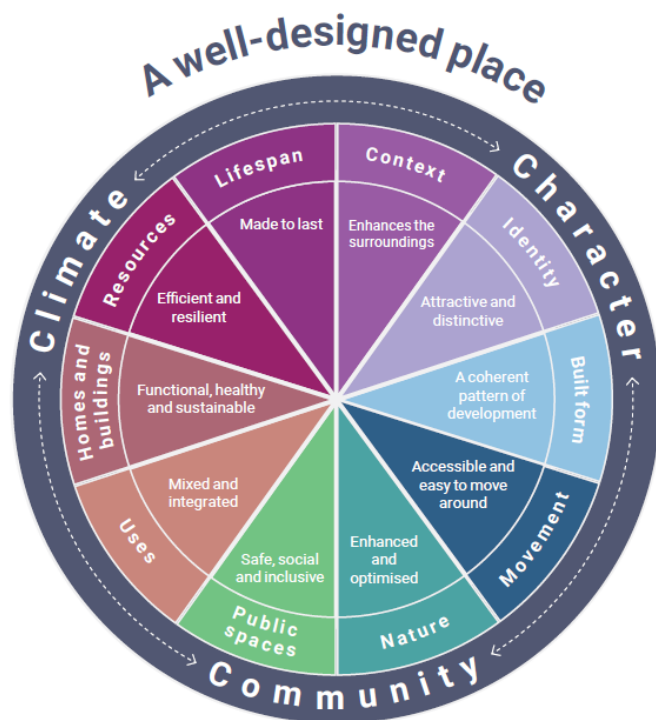 A well-designed place
Climate
Character
Community
Context
Enhances the
surroundings
Identity
Attractive and
distinctive
Built form
A coherent
pattern of
development
Movement
Accessible and
easy to move
around
Nature
Enhanced
and
optimised
Public
spaces
Safe, social
and inclusive
Uses
Mixed and
integrated
Homes and
buildings
Functional, healthy
and sustainable
Resources
Efficient and
resilient
Lifespan
Made to last